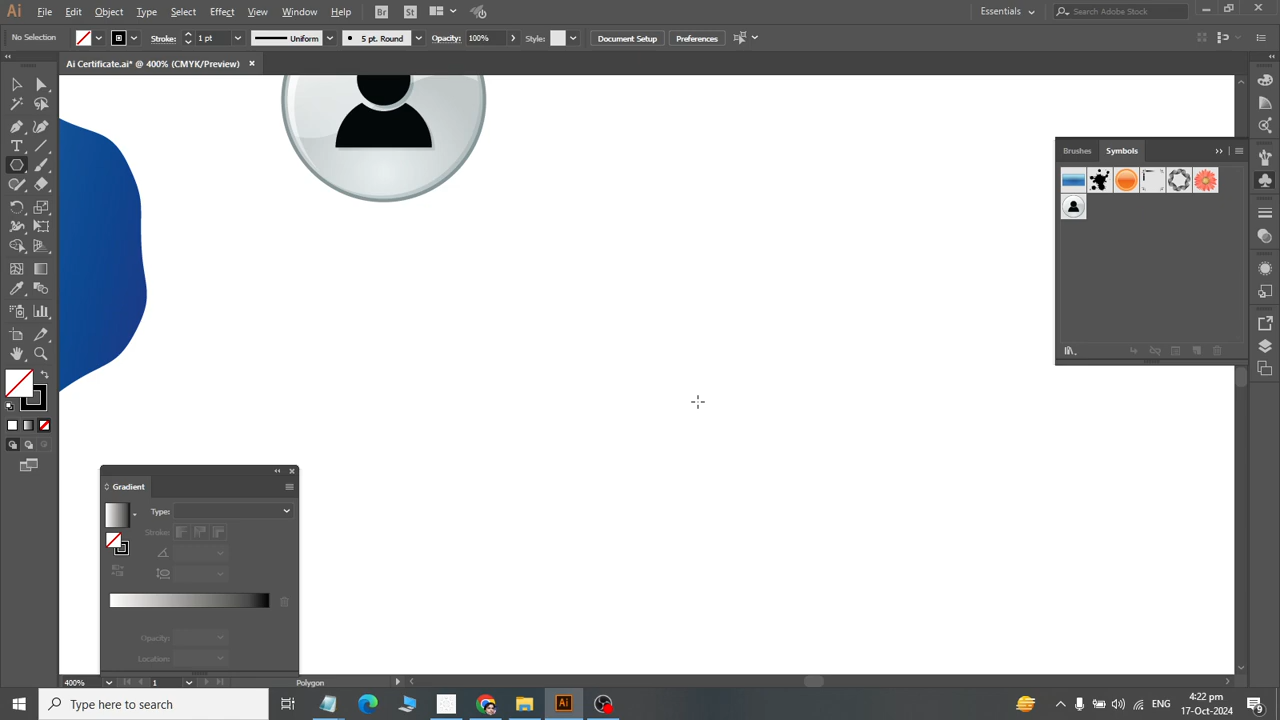 Ai File Edit Object Type Select Effect View Window Help Br St Essentials Search Adobe Stock
No Selection Stroke: 1 pt Uniform 5 pt. Round Opacity: 100% Style: Document Setup Preferences
Ai Certificate.ai* @ 400% (CMYK/Preview)
Brushes Symbols
Gradient
Type:
Stroke:
Opacity:
Location:
400% 1 Polygon
Type here to search Ai ENG 4:22 pm
17-Oct-2024 9